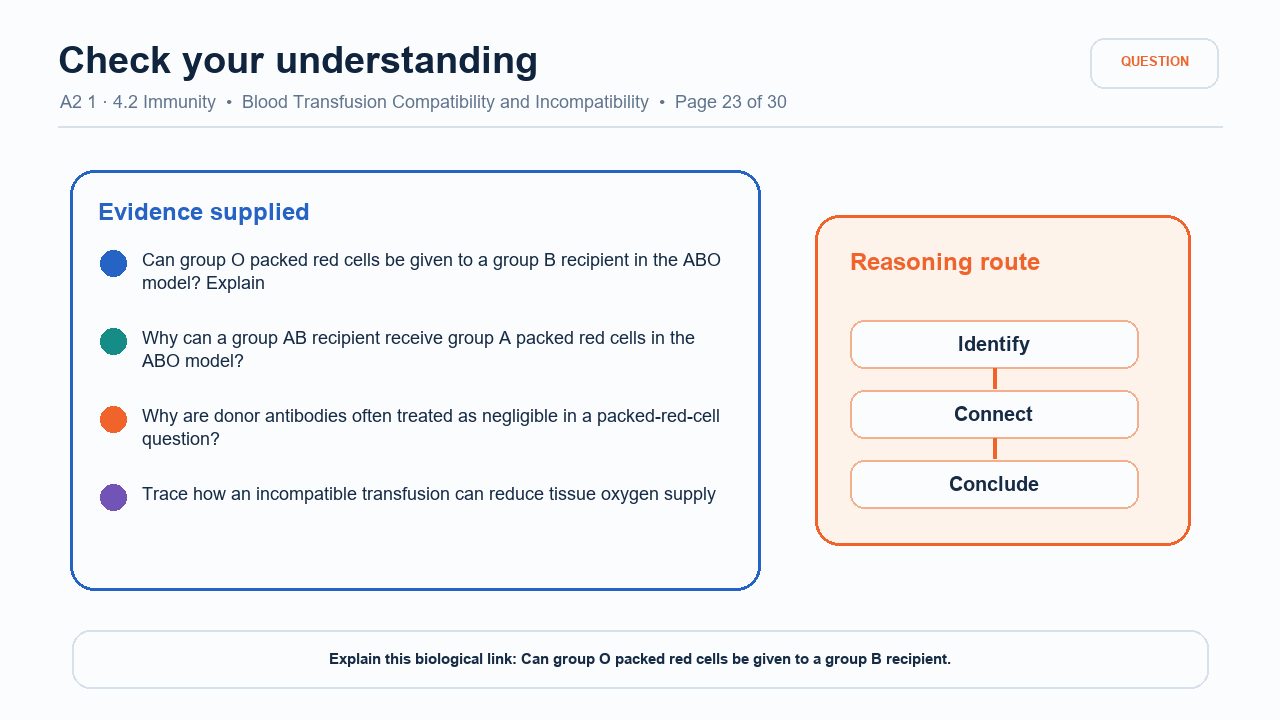 Check your understanding
QUESTION
A2 1 · 4.2 Immunity • Blood Transfusion Compatibility and Incompatibility • Page 23 of 30
Evidence supplied
Can group O packed red cells be given to a group B recipient in the ABO
model? Explain
Why can a group AB recipient receive group A packed red cells in the
ABO model?
Why are donor antibodies often treated as negligible in a packed-red-cell
question?
Trace how an incompatible transfusion can reduce tissue oxygen supply
Reasoning route
Identify
Connect
Conclude
Explain this biological link: Can group O packed red cells be given to a group B recipient.